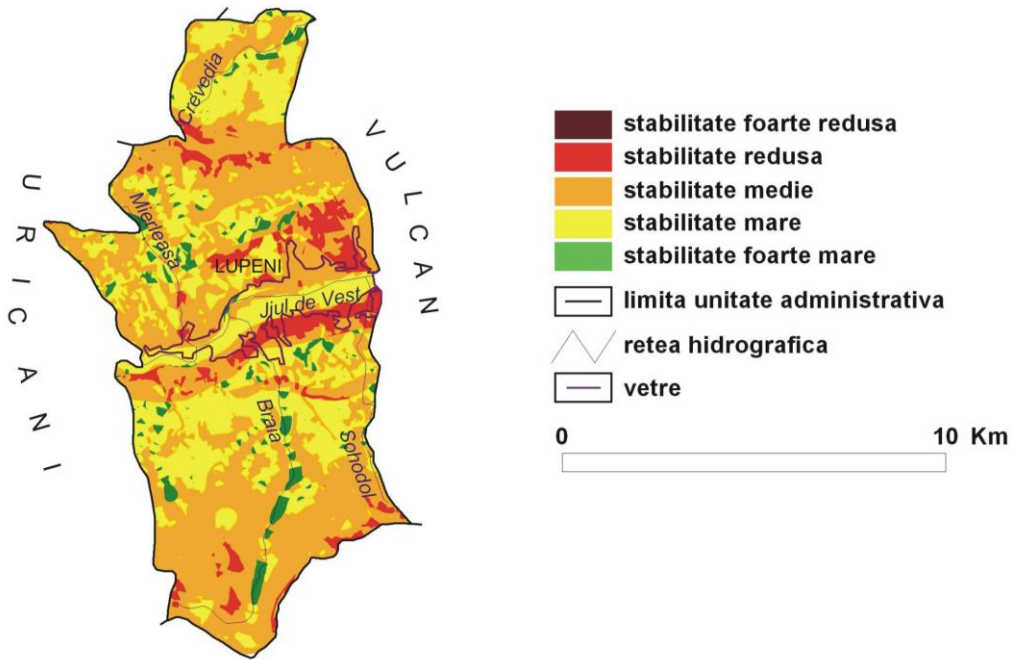 Crevedia
VULCAN
URICANI
Mierleasa
LUPENI
Jiul de Vest
Braia
Sohodol
stabilitate foarte redusa
stabilitate redusa
stabilitate medie
stabilitate mare
stabilitate foarte mare
limita unitate administrativa
retea hidrografica
vetre
0 10 Km